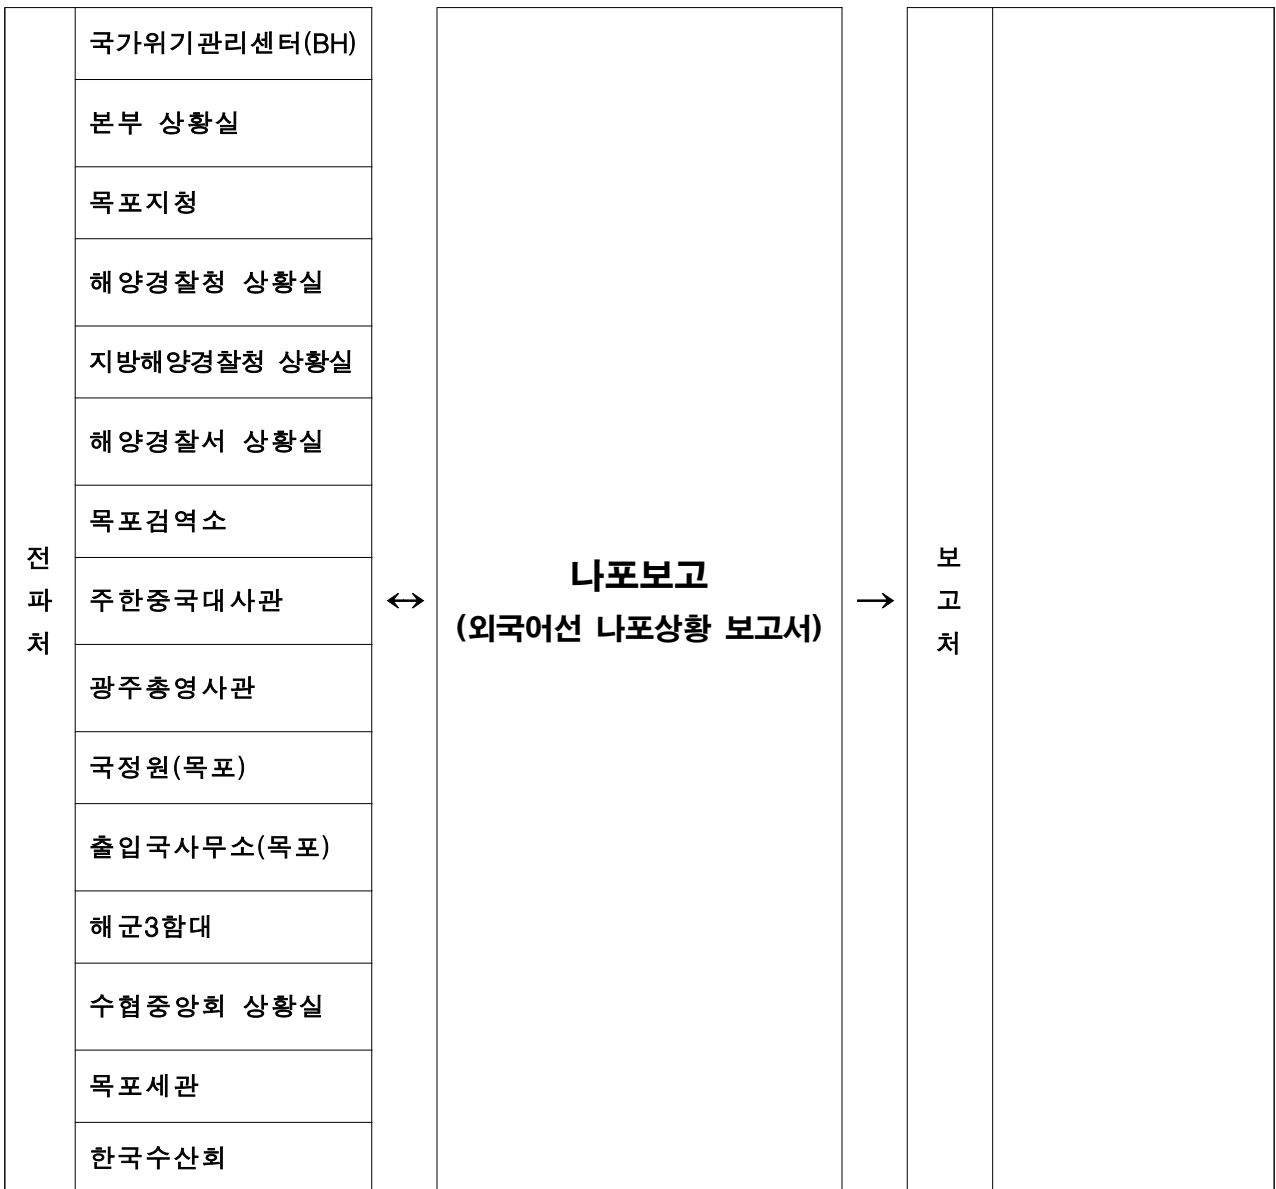 전
파
처
국가위기관리센터(BH)
본부 상황실
목포지청
해양경찰청 상황실
지방해양경찰청 상황실
해양경찰서 상황실
목포검역소
주한중국대사관
광주총영사관
국정원(목포)
출입국사무소(목포)
해군3함대
수협중앙회 상황실
목포세관
한국수산회
↔
나포보고
(외국어선 나포상황 보고서)
→
보
고
처